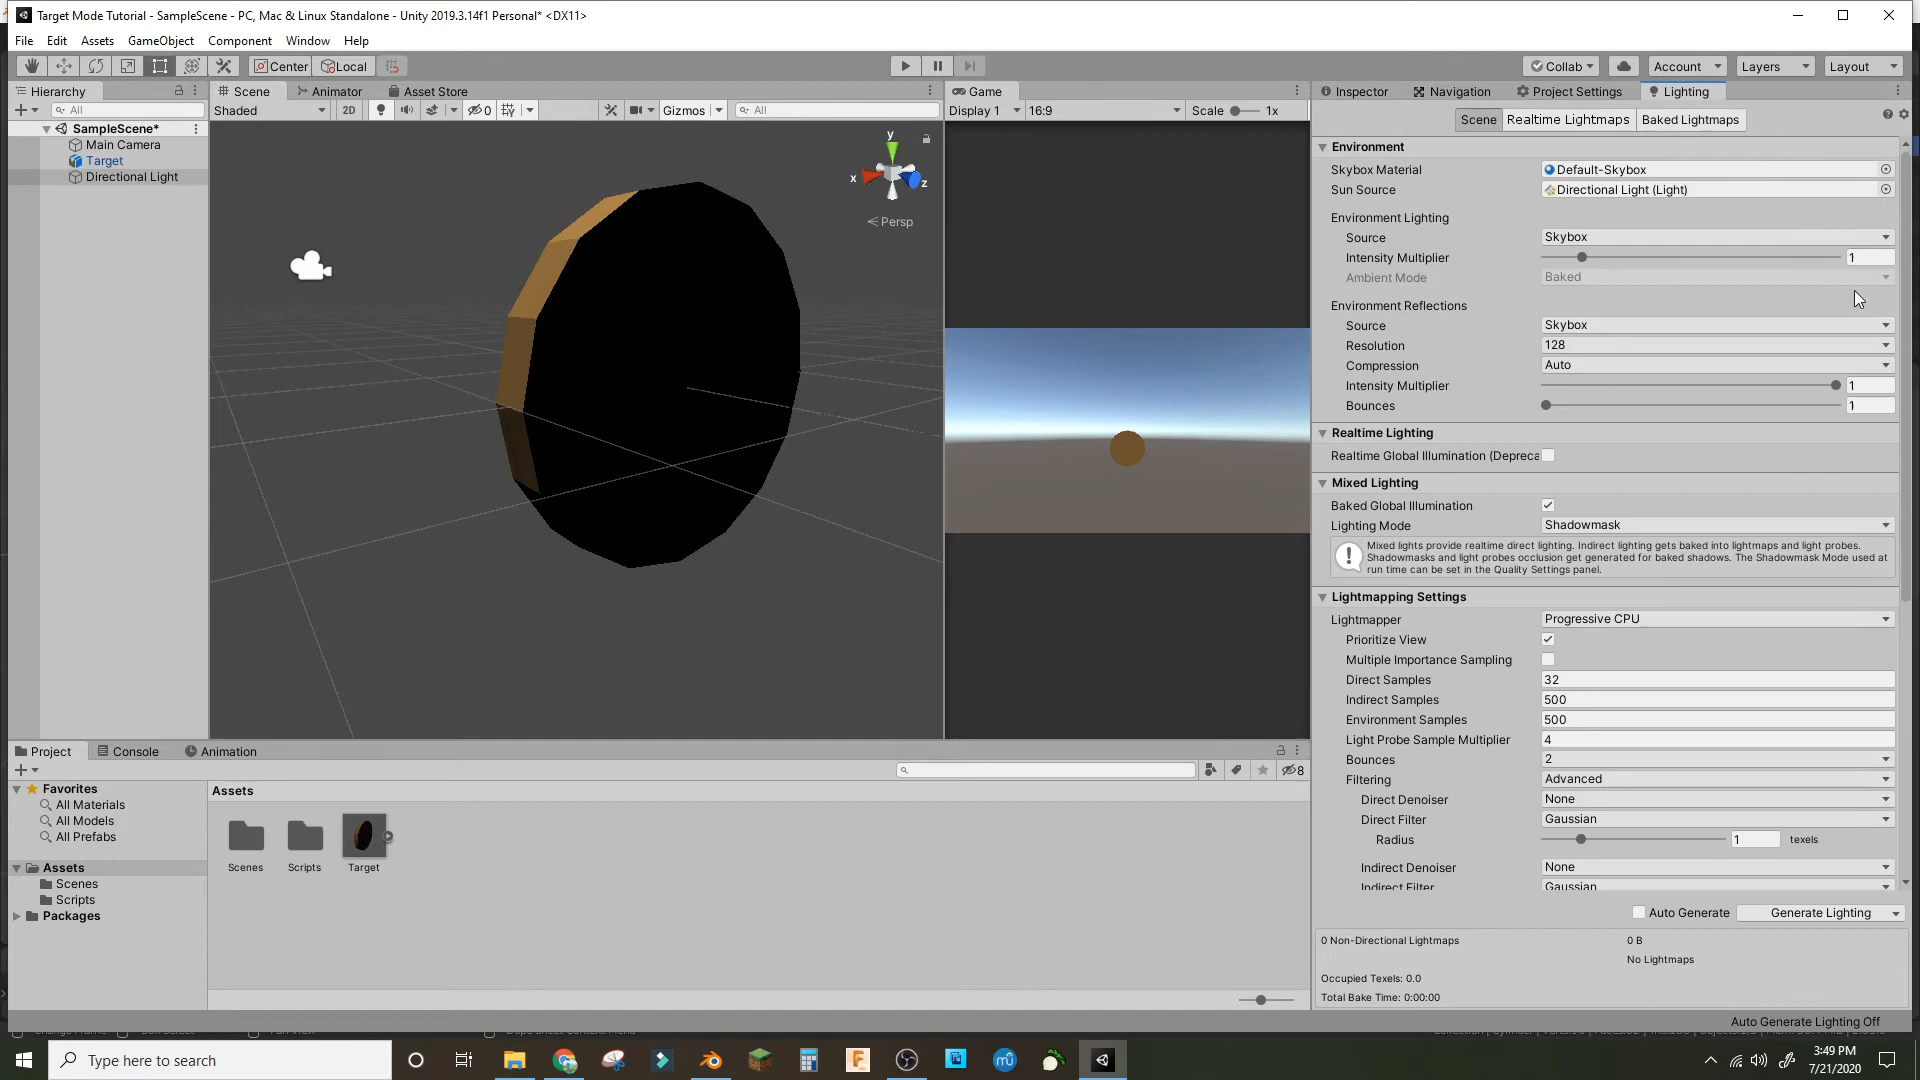 Target Mode Tutorial - SampleScene - PC, Mac & Linux Standalone - Unity 2019.3.14f1 Personal* <DX11>
File Edit Assets GameObject Component Window Help
Center Local Collab Account Layers Layout
Hierarchy Scene Animator Asset Store Game Inspector Navigation Project Settings Lighting
All Shaded 2D 0 Gizmos All Display 1 16:9 Scale 1x
Scene Realtime Lightmaps Baked Lightmaps
SampleScene*
Main Camera
Target
Directional Light
y
x
z
Persp
Environment
Skybox Material Default-Skybox
Sun Source Directional Light (Light)
Environment Lighting
Source Skybox
Intensity Multiplier 1
Ambient Mode Baked
Environment Reflections
Source Skybox
Resolution 128
Compression Auto
Intensity Multiplier 1
Bounces 1
Realtime Lighting
Realtime Global Illumination (Depreca
Mixed Lighting
Baked Global Illumination
Lighting Mode Shadowmask
Mixed lights provide realtime direct lighting. Indirect lighting gets baked into lightmaps and light probes.
Shadowmasks and light probes occlusion get generated for baked shadows. The Shadowmask Mode used at
run time can be set in the Quality Settings panel.
Lightmapping Settings
Lightmapper Progressive CPU
Prioritize View
Multiple Importance Sampling
Direct Samples 32
Indirect Samples 500
Environment Samples 500
Light Probe Sample Multiplier 4
Bounces 2
Filtering Advanced
Direct Denoiser None
Direct Filter Gaussian
Radius 1 texels
Indirect Denoiser None
Indirect Filter Gaussian
Auto Generate Generate Lighting
0 Non-Directional Lightmaps 0 B
No Lightmaps
Occupied Texels: 0.0
Total Bake Time: 0:00:00
Auto Generate Lighting Off
Project Console Animation
8
Favorites
All Materials
All Models
All Prefabs
Assets
Scenes
Scripts
Packages
Assets
Scenes Scripts Target
Type here to search
3:49 PM
7/21/2020